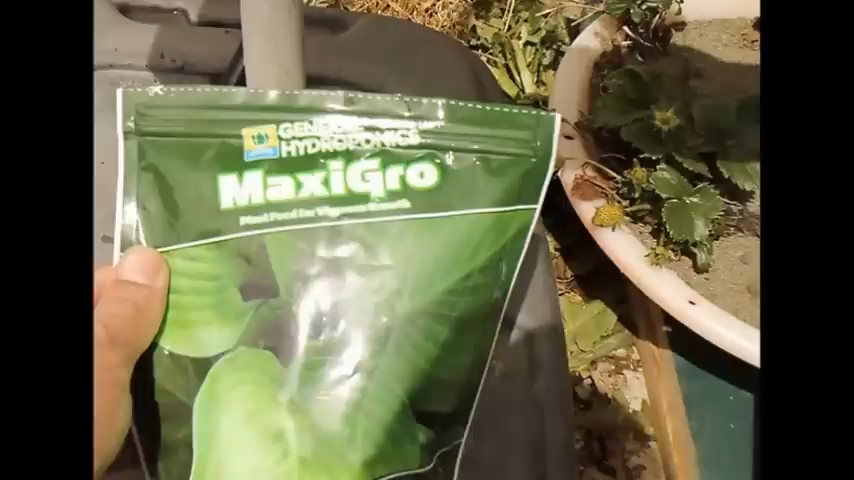 GENERAL
HYDROPONICS
MaxiGro
Plant Food for Vigorous Growth